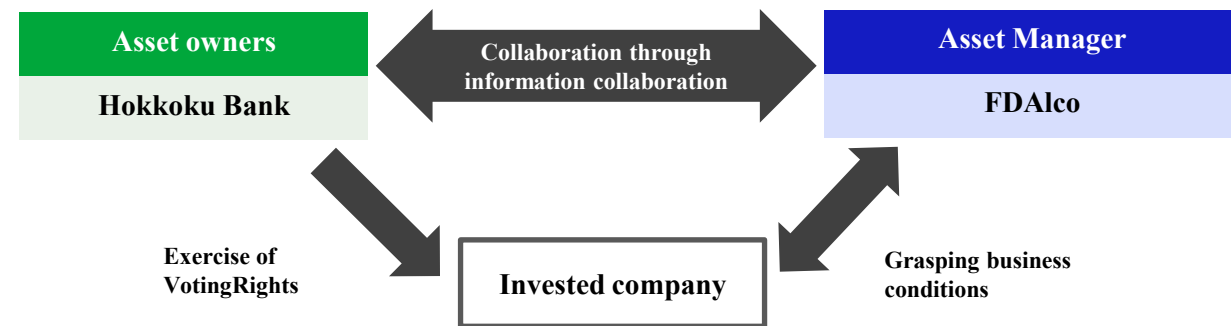 Asset owners
Hokkoku Bank
Collaboration through
information collaboration
Asset Manager
FDAlco
Exercise of
VotingRights
Invested company
Grasping business
conditions